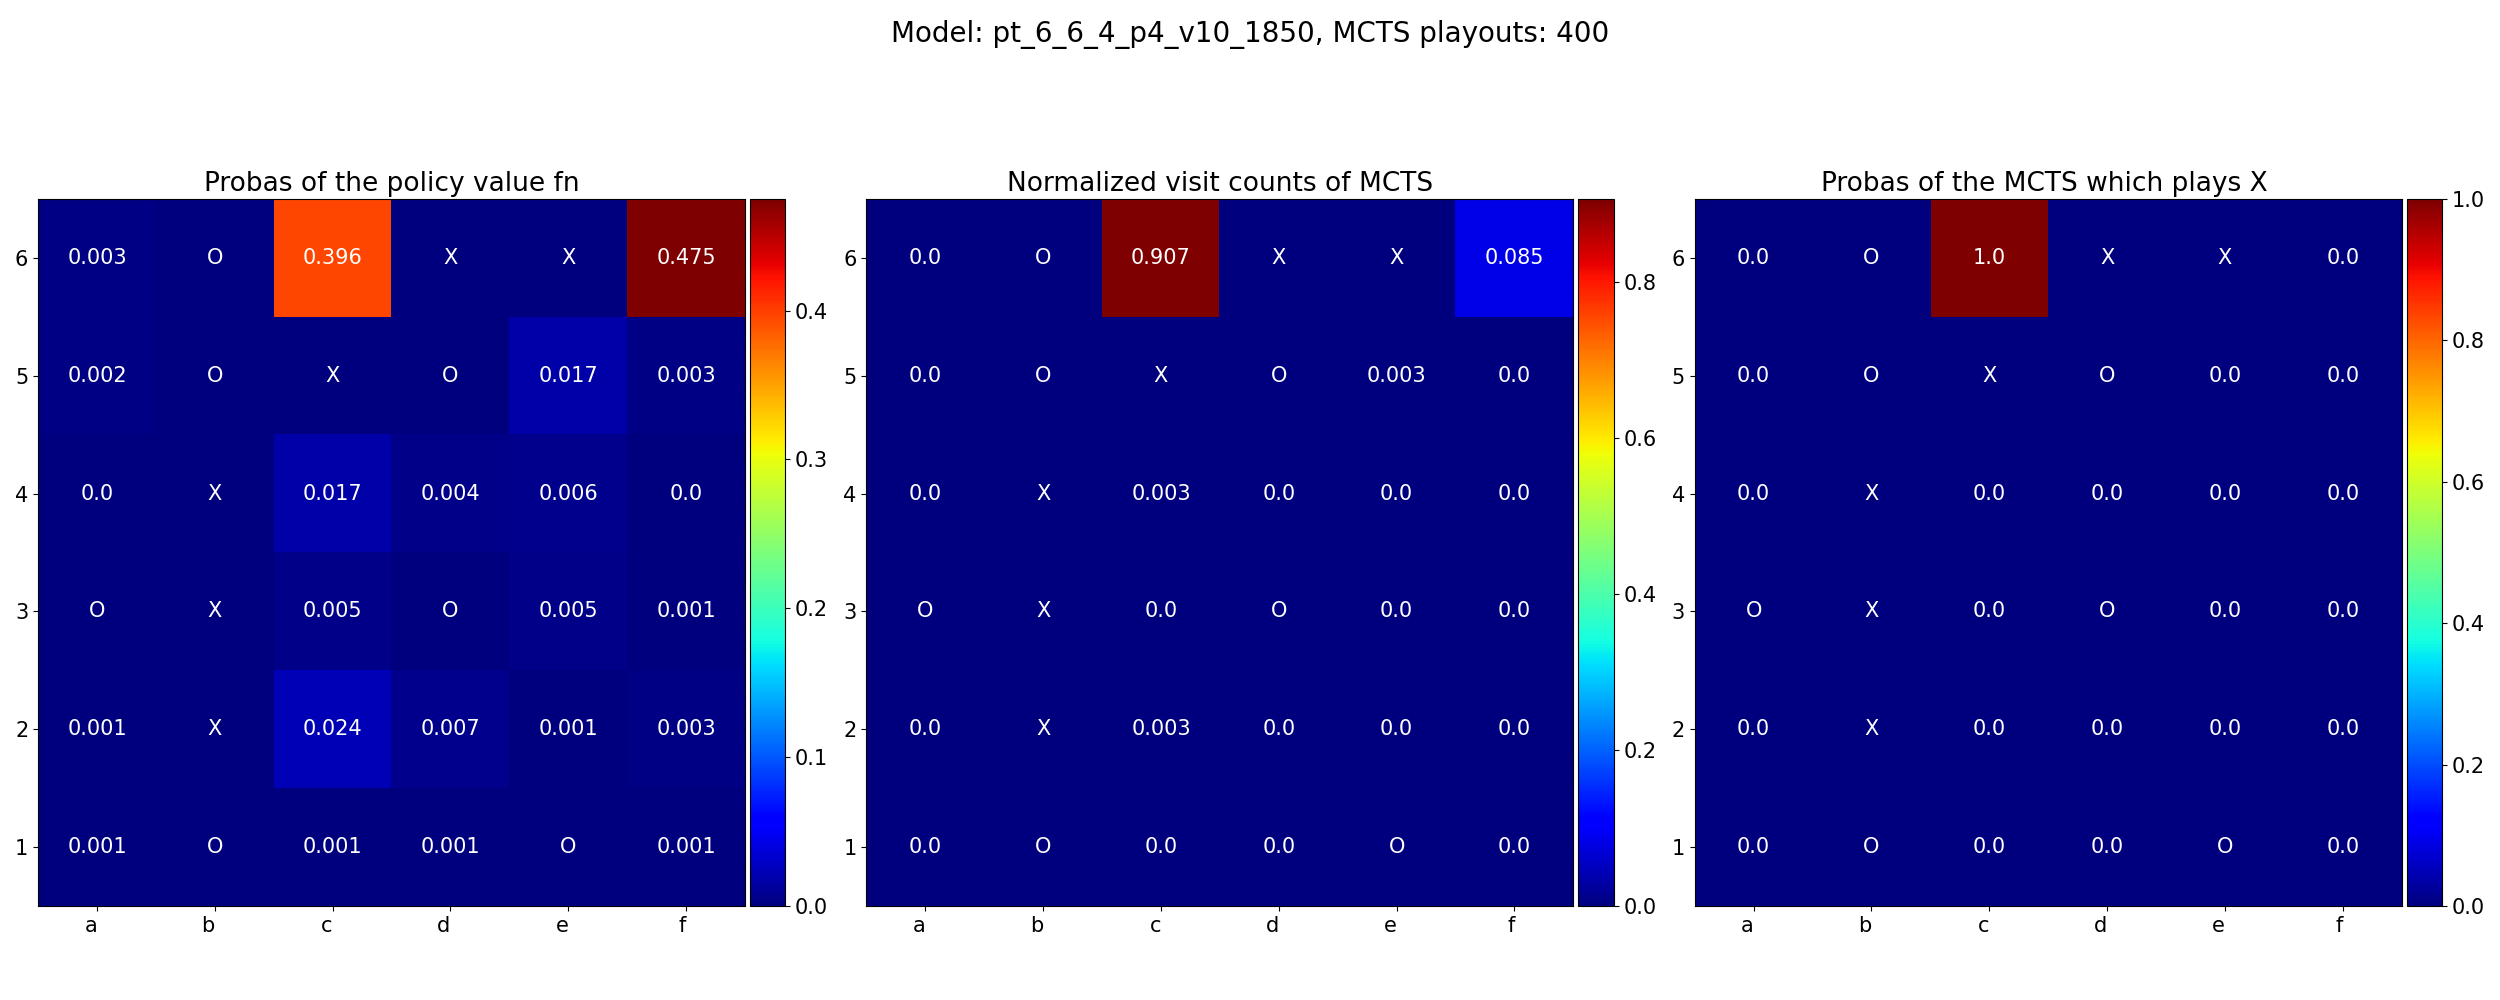 Model: pt_6_6_4_p4_v10_1850, MCTS playouts: 400
Probas of the policy value fn
6 0.003 O 0.396 X X 0.475
5 0.002 O X O 0.017 0.003
4 0.0 X 0.017 0.004 0.006 0.0
3 O X 0.005 O 0.005 0.001
2 0.001 X 0.024 0.007 0.001 0.003
1 0.001 O 0.001 0.001 O 0.001
a b c d e f
0.4
0.3
0.2
0.1
0.0
Normalized visit counts of MCTS
6 0.0 O 0.907 X X 0.085
5 0.0 O X O 0.003 0.0
4 0.0 X 0.003 0.0 0.0 0.0
3 O X 0.0 O 0.0 0.0
2 0.0 X 0.003 0.0 0.0 0.0
1 0.0 O 0.0 0.0 O 0.0
a b c d e f
0.8
0.6
0.4
0.2
0.0
Probas of the MCTS which plays X
6 0.0 O 1.0 X X 0.0
5 0.0 O X O 0.0 0.0
4 0.0 X 0.0 0.0 0.0 0.0
3 O X 0.0 O 0.0 0.0
2 0.0 X 0.0 0.0 0.0 0.0
1 0.0 O 0.0 0.0 O 0.0
a b c d e f
1.0
0.8
0.6
0.4
0.2
0.0